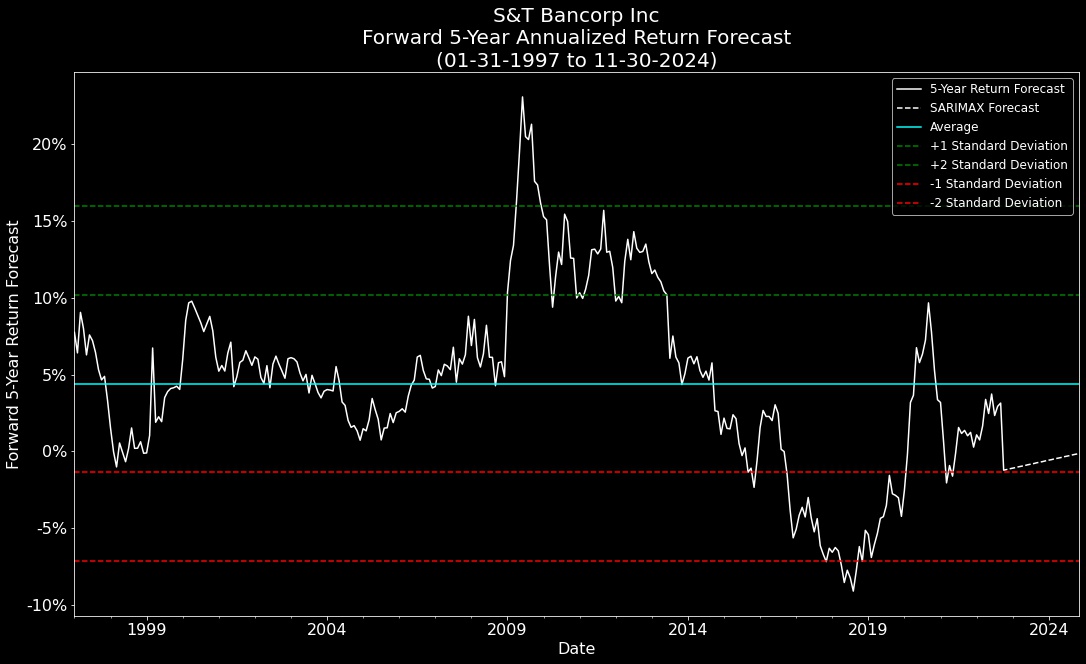 S&T Bancorp Inc
Forward 5-Year Annualized Return Forecast
(01-31-1997 to 11-30-2024)
5-Year Return Forecast
SARIMAX Forecast
Average
+1 Standard Deviation
+2 Standard Deviation
-1 Standard Deviation
-2 Standard Deviation
Forward 5-Year Return Forecast
20%
15%
10%
5%
0%
-5%
-10%
1999
2004
2009
2014
2019
2024
Date